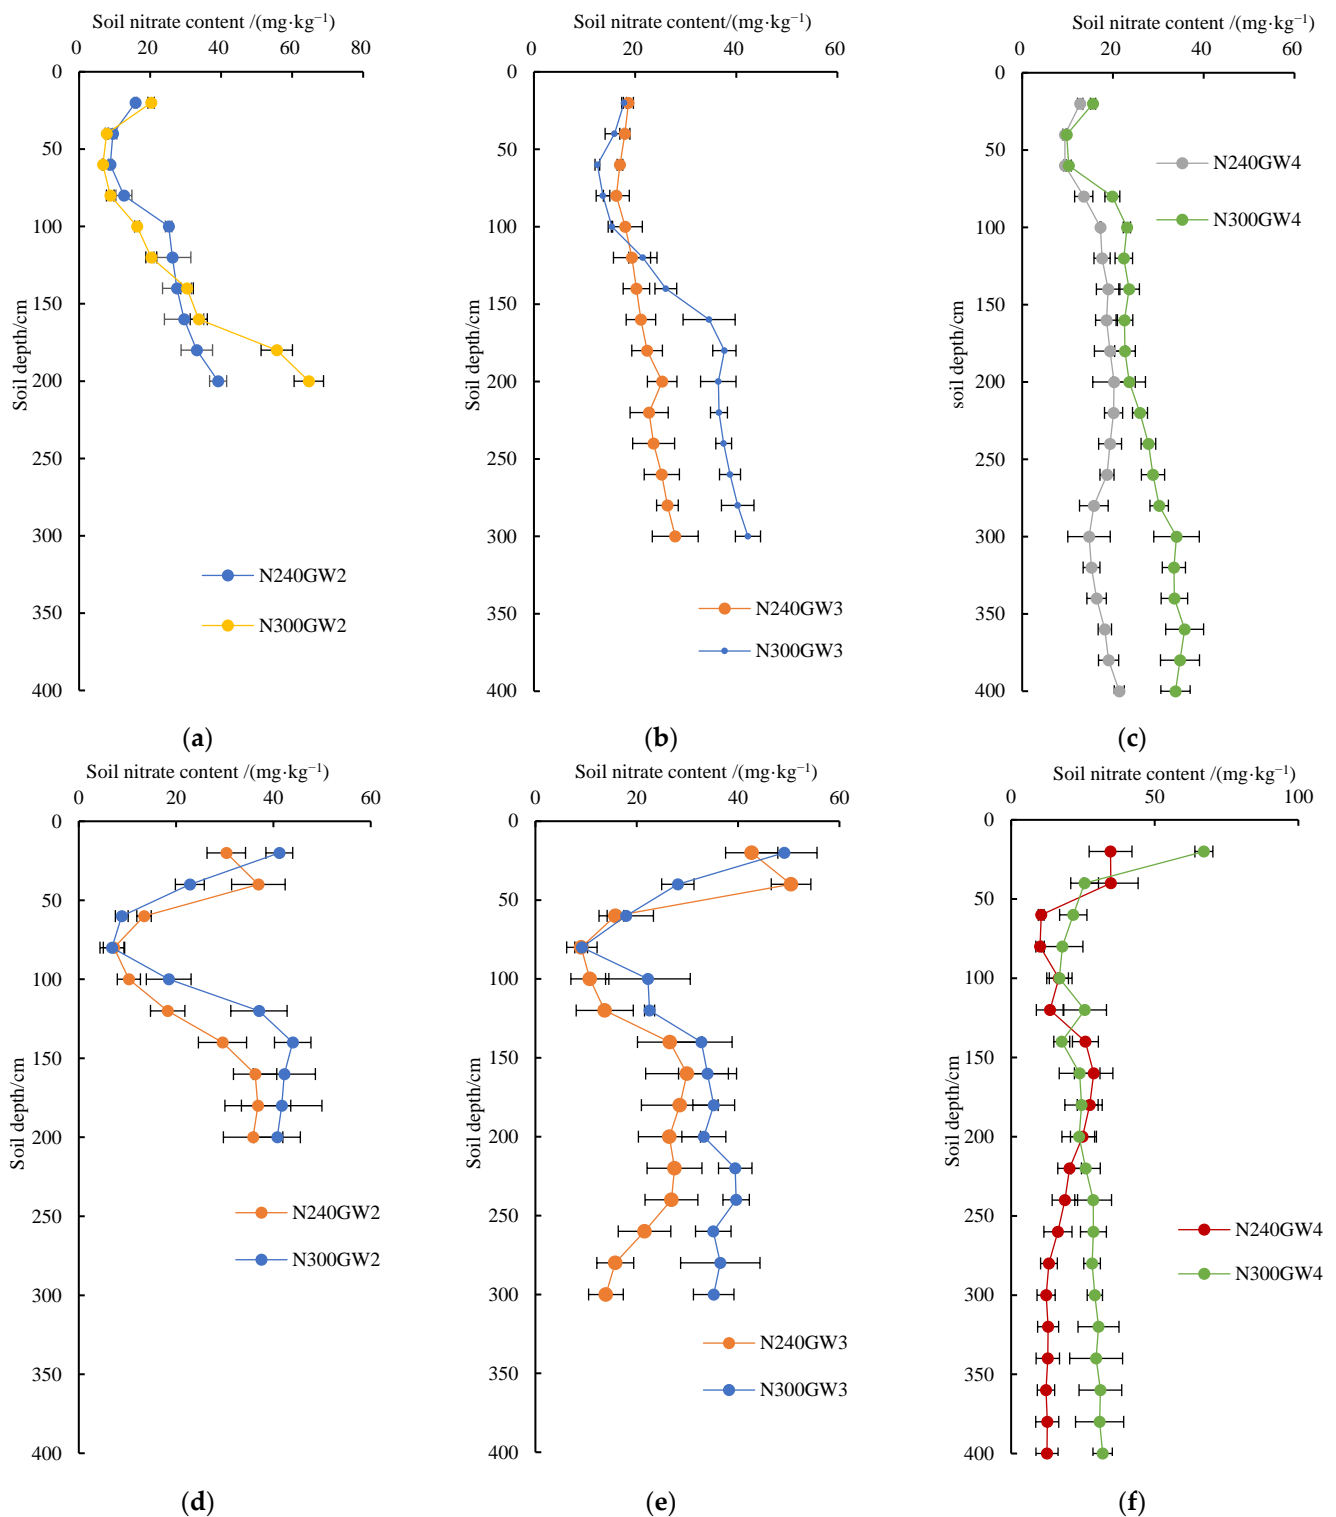 Soil nitrate content /(mg·kg⁻¹)
0 20 40 60 80
0
50
100
150
200
250
300
350
400
Soil depth/cm
N240GW2
N300GW2
(a)
Soil nitrate content/(mg·kg⁻¹)
0 20 40 60
0
50
100
150
200
250
300
350
400
Soil depth/cm
N240GW3
N300GW3
(b)
Soil nitrate content /(mg·kg⁻¹)
0 20 40 60
0
50
100
150
200
250
300
350
400
soil depth/cm
N240GW4
N300GW4
(c)
Soil nitrate content /(mg·kg⁻¹)
0 20 40 60
0
50
100
150
200
250
300
350
400
Soil depth/cm
N240GW2
N300GW2
(d)
Soil nitrate content /(mg·kg⁻¹)
0 20 40 60
0
50
100
150
200
250
300
350
400
Soil depth/cm
N240GW3
N300GW3
(e)
Soil nitrate content /(mg·kg⁻¹)
0 50 100
0
50
100
150
200
250
300
350
400
Soil depth/cm
N240GW4
N300GW4
(f)